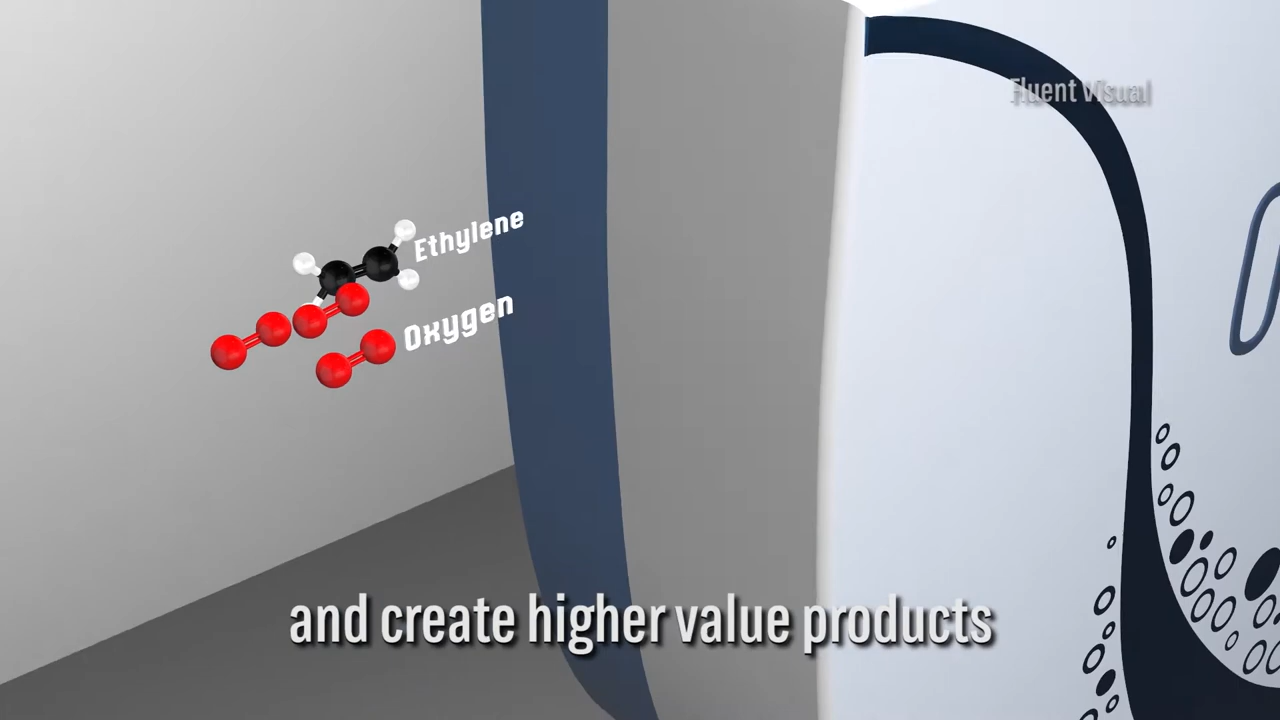 Fluent Visual
Ethylene
Oxygen
and create higher value products